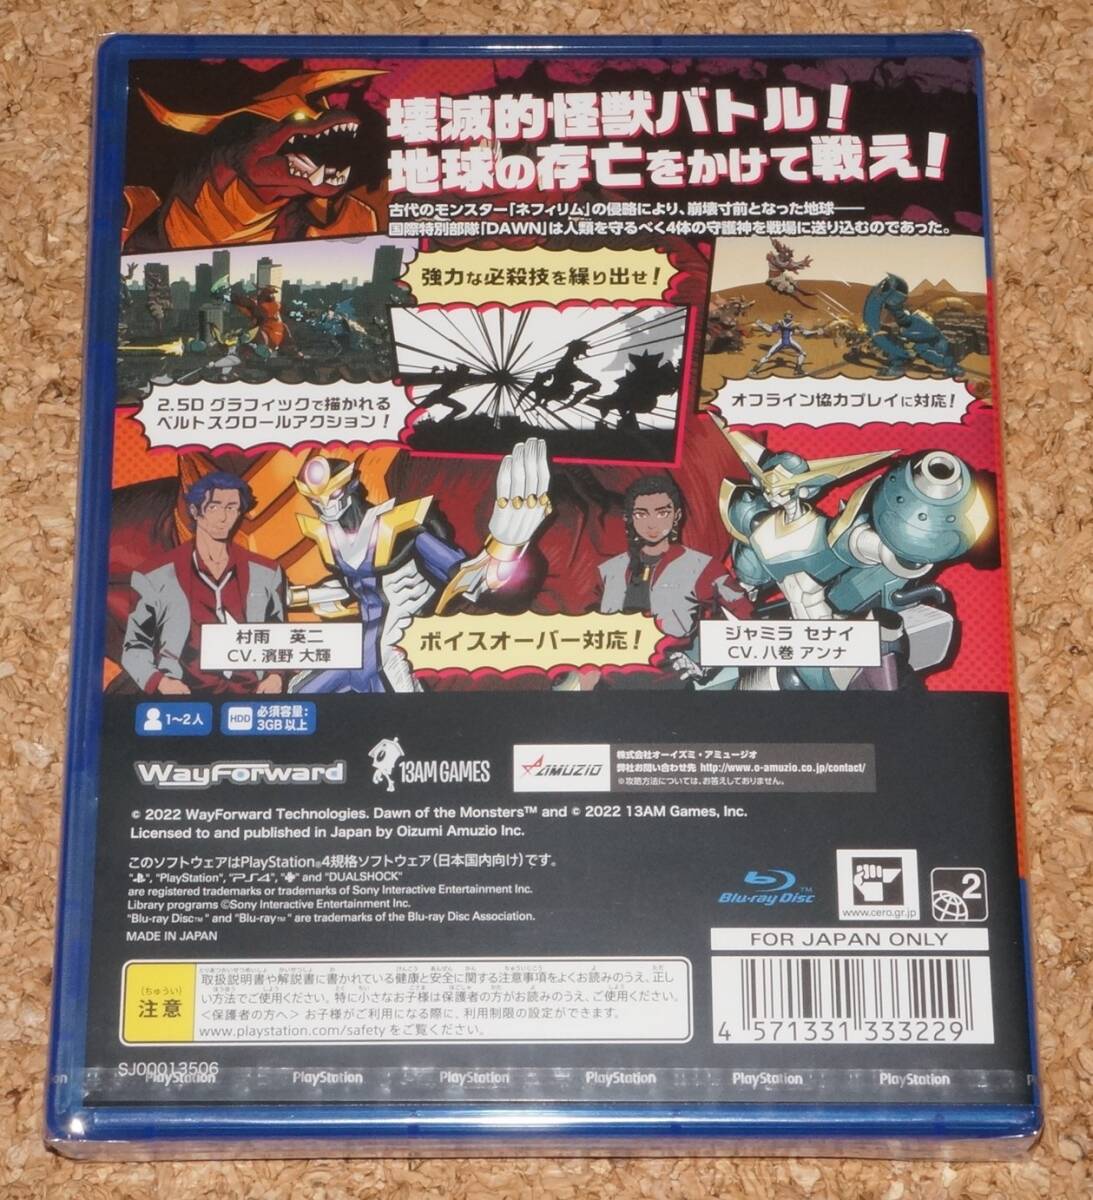 壊滅的怪獣バトル!
地球の存亡をかけて戦え!
古代のモンスター「ネフィリム」の侵略により、崩壊寸前となった地球――
国際特別部隊「DAWN」は人類を守るべく4体の守護神を戦場に送り込むのであった。
強力な必殺技を繰り出せ!
2.5D グラフィックで描かれる
ベルトスクロールアクション!
オフライン協力プレイに対応!
村雨 英二
CV. 濱野 大輝
ボイスオーバー対応!
ジャミラ セナイ
CV. 八巻 アンナ
1~2人
HDD 必須容量:
3GB 以上
WayForward
13AM GAMES
AMUZIO
株式会社オーイズミ・アミュージオ
弊社お問い合わせ先 http://www.o-amuzio.co.jp/contact/
※攻略方法については、お答えしておりません。
© 2022 WayForward Technologies. Dawn of the Monsters™ and © 2022 13AM Games, Inc.
Licensed to and published in Japan by Oizumi Amuzio Inc.
このソフトウェアはPlayStation®4規格ソフトウェア(日本国内向け)です。
"PlayStation", "PS4", and "DUALSHOCK"
are registered trademarks or trademarks of Sony Interactive Entertainment Inc.
Library programs ©Sony Interactive Entertainment Inc.
"Blu-ray Disc™" and "Blu-ray™" are trademarks of the Blu-ray Disc Association.
MADE IN JAPAN
Blu-ray Disc™
www.cero.gr.jp
2
FOR JAPAN ONLY
4 571331 333229
(ちゅうい)
注意
取扱説明書や解説書に書かれている健康と安全に関する注意事項をよくお読みのうえ、正し
い方法でご使用ください。特に小さなお子様は保護者の方がお読みのうえ、ご使用ください。
<保護者の方へ> お子様がご利用になる際に、利用制限の設定ができます。
www.playstation.com/safety をご覧ください。
SJ00013506
PlayStation PlayStation PlayStation PlayStation PlayStation PlayStation